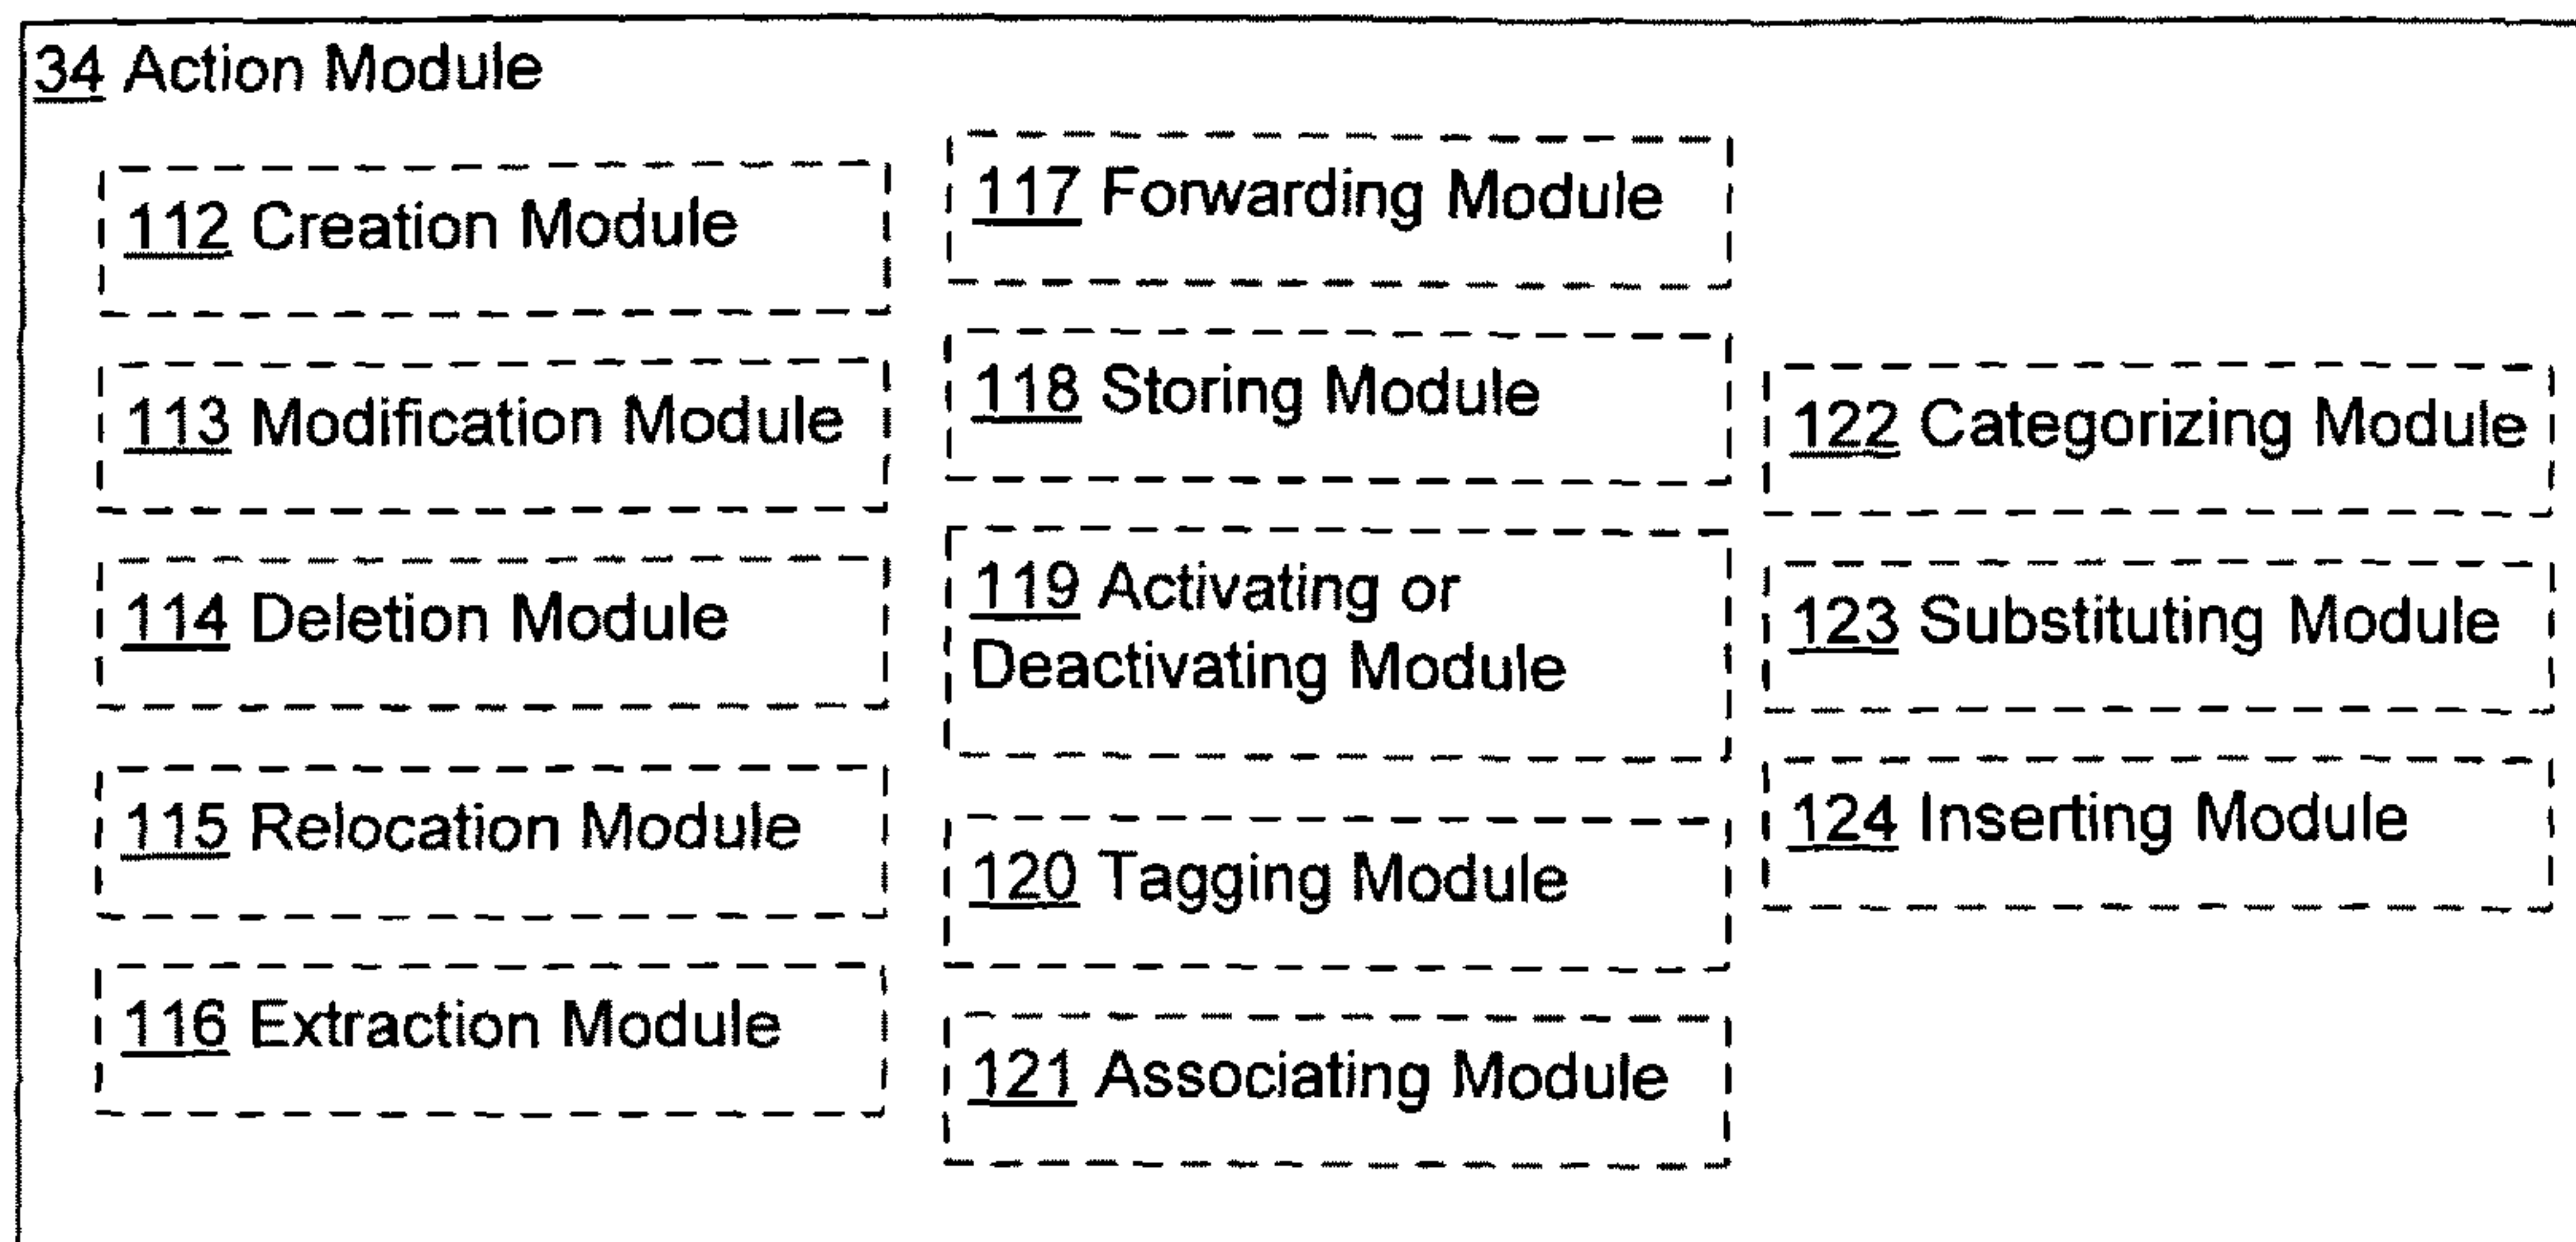 34 Action Module
112 Creation Module
113 Modification Module
114 Deletion Module
115 Relocation Module
116 Extraction Module
117 Forwarding Module
118 Storing Module
119 Activating or
Deactivating Module
120 Tagging Module
121 Associating Module
122 Categorizing Module
123 Substituting Module
124 Inserting Module